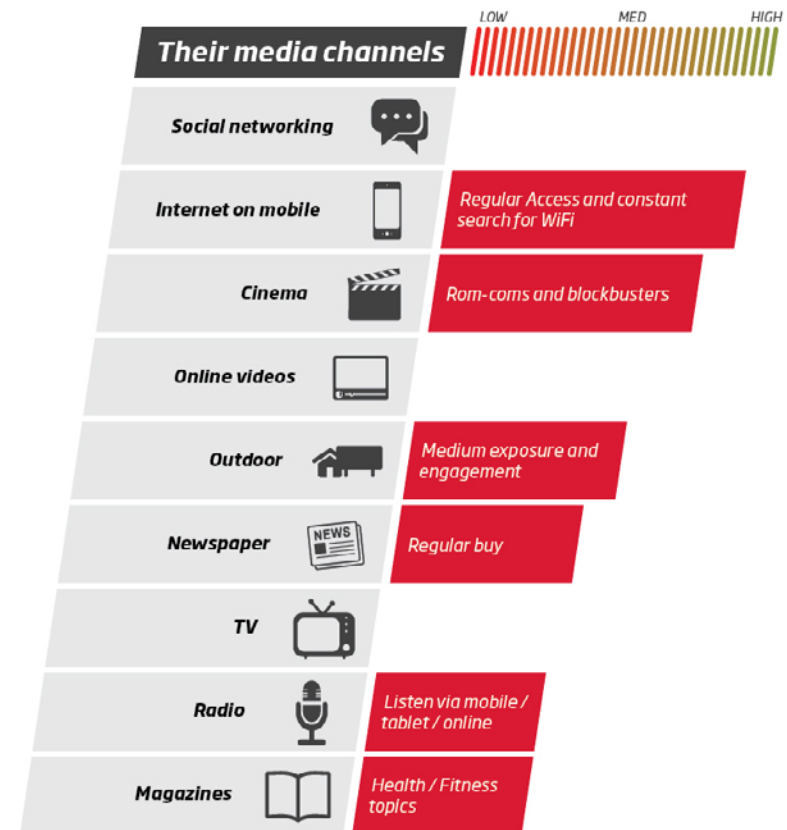 LOW MED HIGH
Their media channels
Social networking
Internet on mobile
Regular Access and constant
search for WiFi
Cinema
Rom-coms and blockbusters
Online videos
Outdoor
Medium exposure and
engagement
Newspaper
NEWS
Regular buy
TV
Radio
Listen via mobile /
tablet / online
Magazines
Health / Fitness
topics